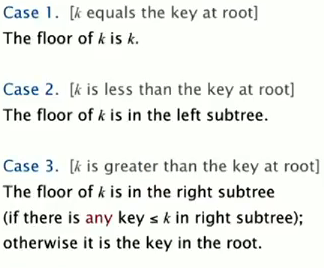 Case 1. [k equals the key at root]
The floor of k is k.
Case 2. [k is less than the key at root]
The floor of k is in the left subtree.
Case 3. [k is greater than the key at root]
The floor of k is in the right subtree
(if there is any key ≤ k in right subtree);
otherwise it is the key in the root.